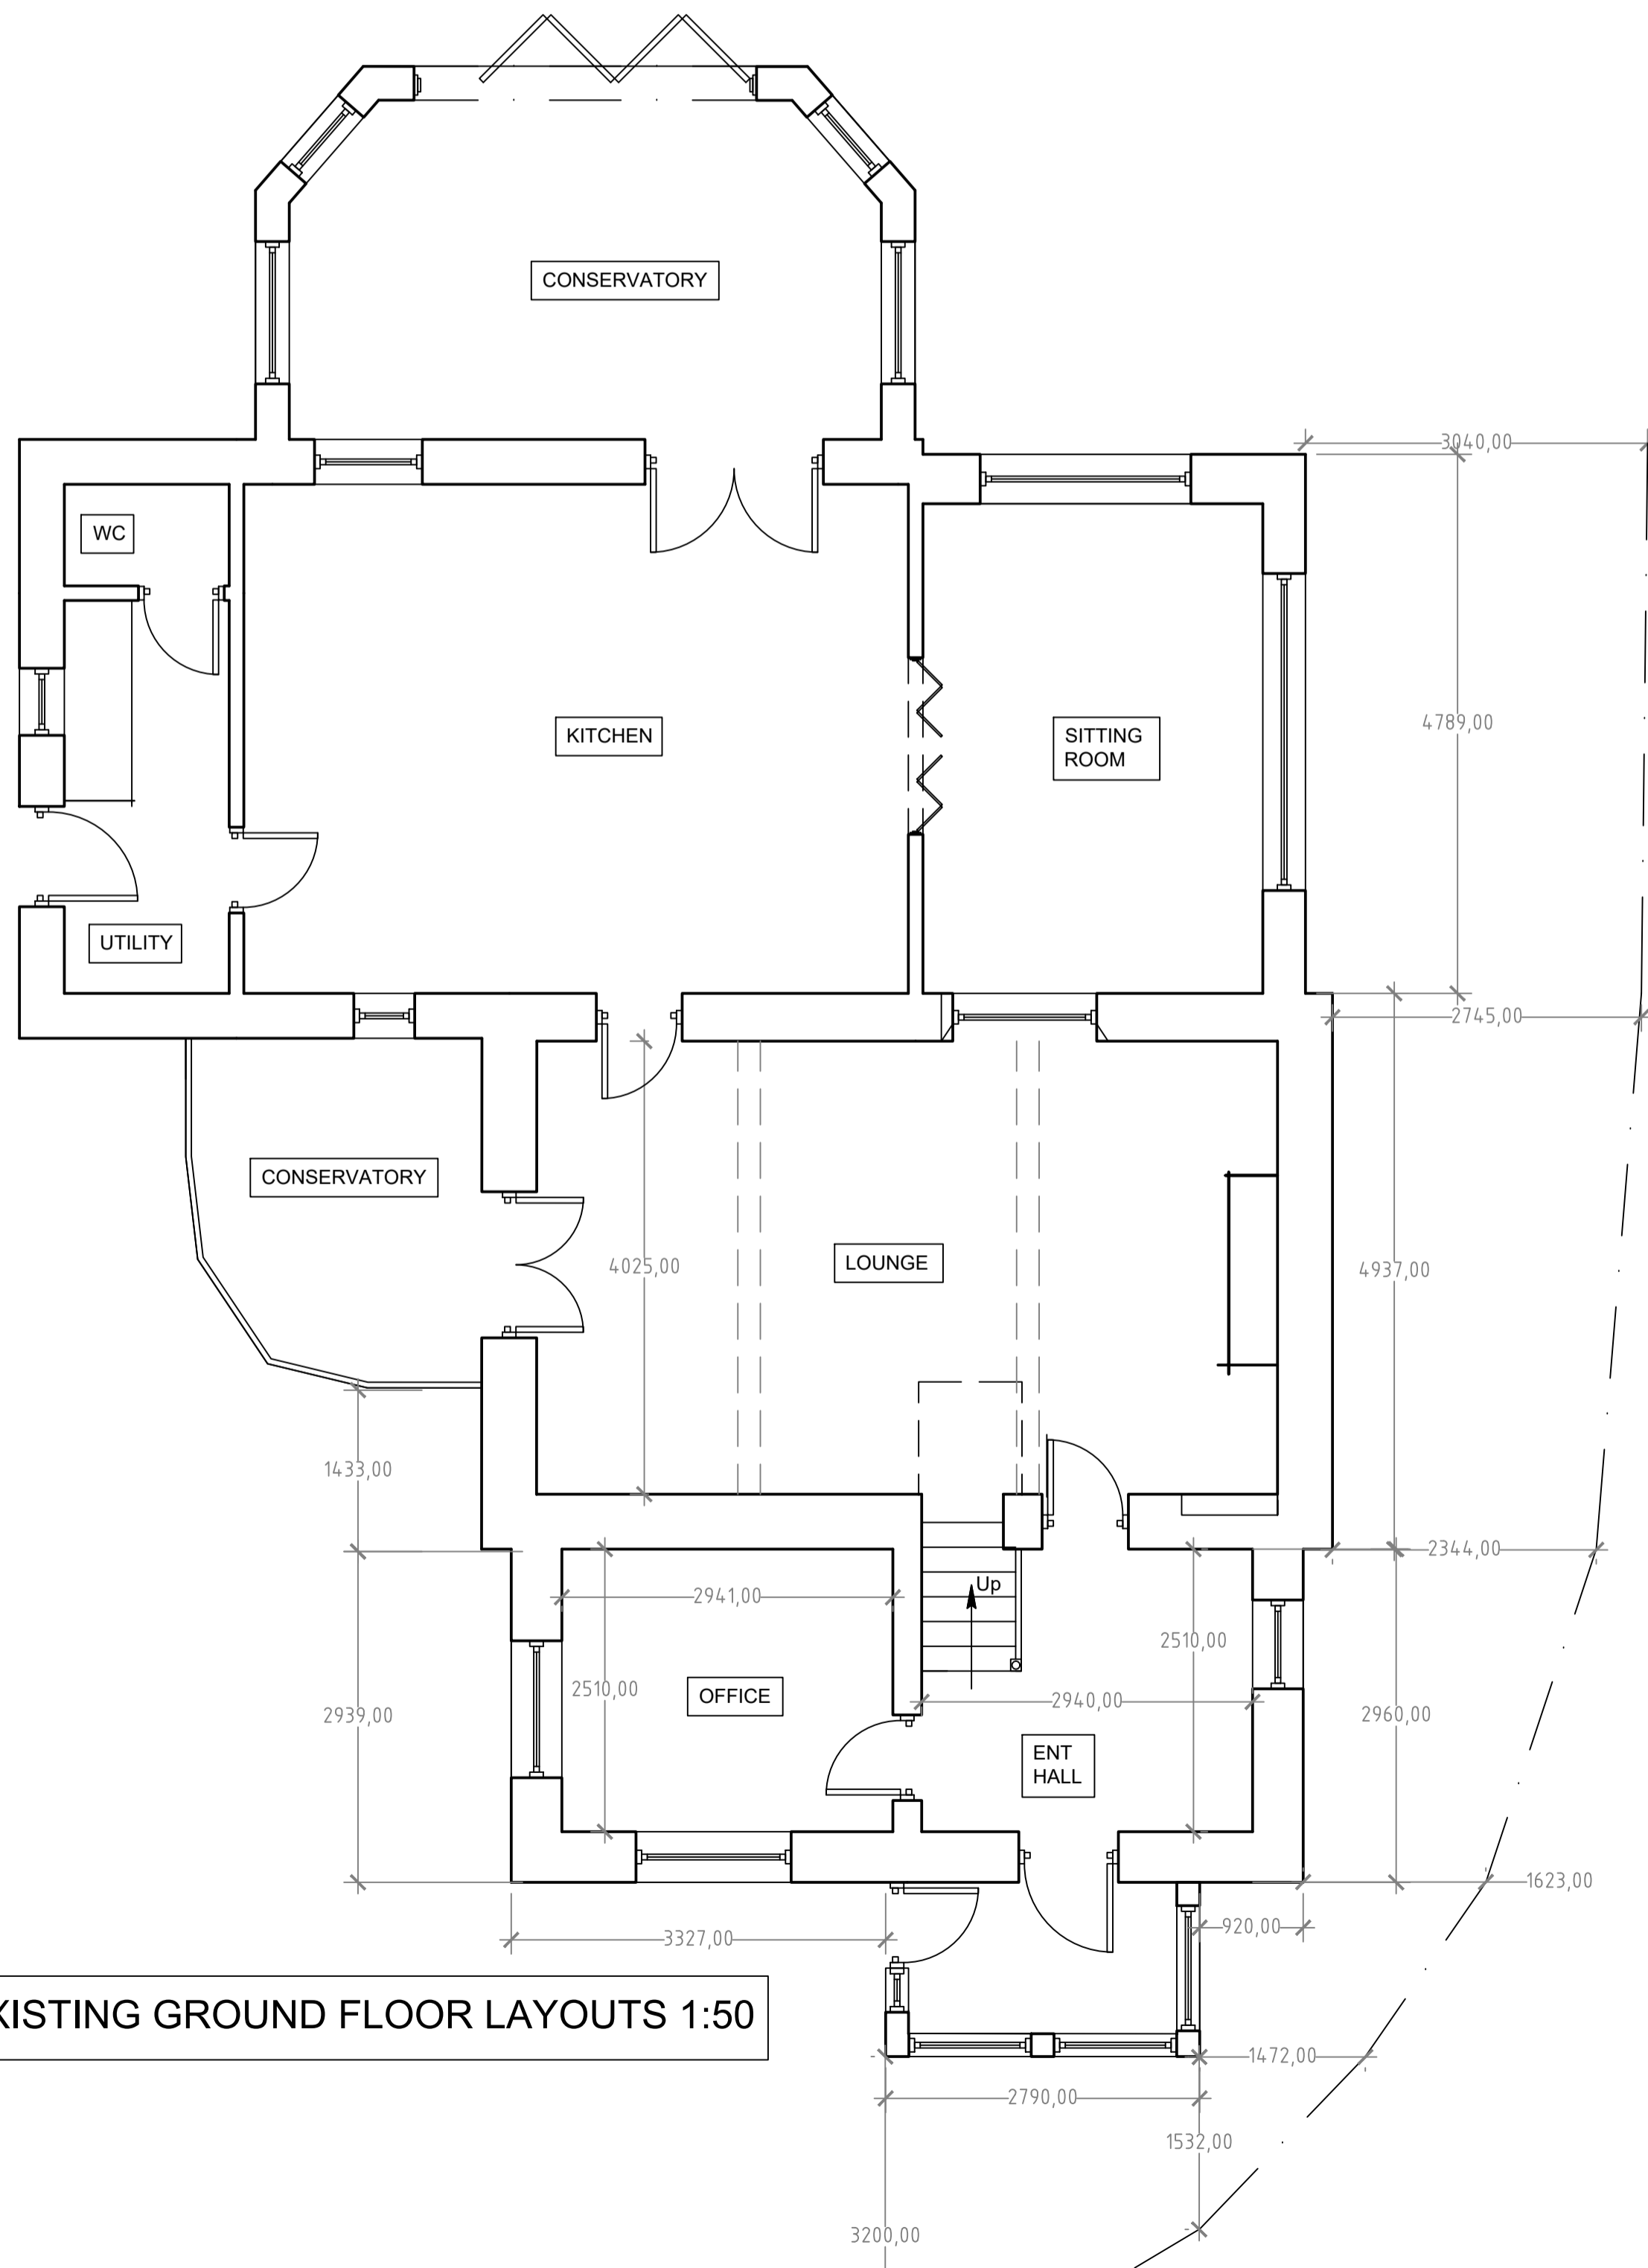 CONSERVATORY
3040,00
WC
4789,00
KITCHEN
SITTING
ROOM
UTILITY
2745,00
CONSERVATORY
LOUNGE
4025,00
4937,00
1433,00
2344,00
Up
2941,00
2510,00
2510,00
OFFICE
2940,00
2939,00
2960,00
ENT
HALL
1623,00
920,00
3327,00
XISTING GROUND FLOOR LAYOUTS 1:50
1472,00
2790,00
1532,00
3200,00